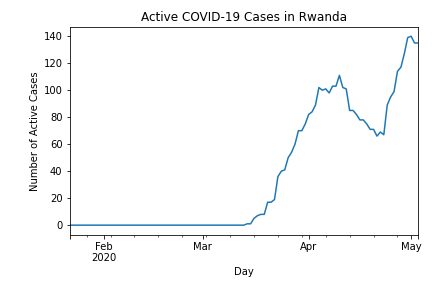 Active COVID-19 Cases in Rwanda
Number of Active Cases
140
120
100
80
60
40
20
0
Feb
2020
Mar
Apr
May
Day